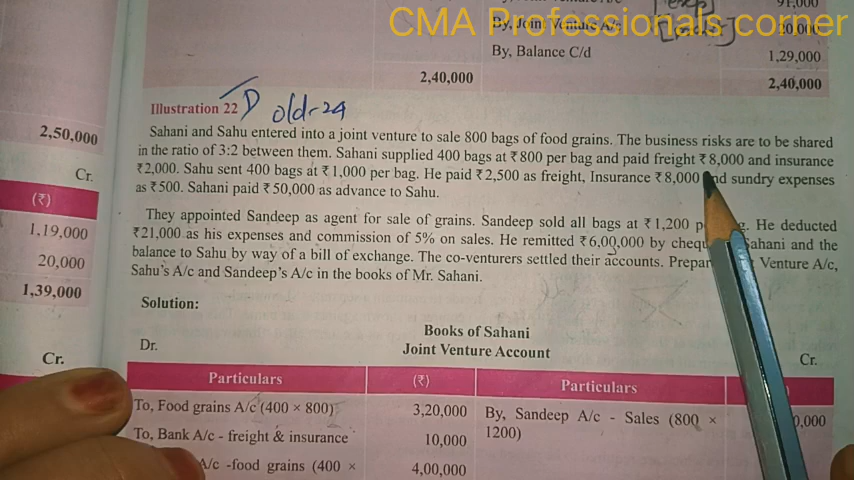 CMA Professionals corner
91,000
By, Joint Venture A/c
20,000
By, Balance C/d
1,29,000
2,40,000
2,40,000
Illustration 22
old-24
Sahani and Sahu entered into a joint venture to sale 800 bags of food grains. The business risks are to be shared
in the ratio of 3:2 between them. Sahani supplied 400 bags at ₹ 800 per bag and paid freight ₹ 8,000 and insurance
₹ 2,000. Sahu sent 400 bags at ₹ 1,000 per bag. He paid ₹ 2,500 as freight, Insurance ₹ 8,000 and sundry expenses
as ₹ 500. Sahani paid ₹ 50,000 as advance to Sahu.
They appointed Sandeep as agent for sale of grains. Sandeep sold all bags at ₹ 1,200 He deducted
₹ 21,000 as his expenses and commission of 5% on sales. He remitted ₹ 6,00,000 by Sahani and the
balance to Sahu by way of a bill of exchange. The co-venturers settled their accounts. Venture A/c,
Sahu's A/c and Sandeep's A/c in the books of Mr. Sahani.
Solution:
Books of Sahani
Dr. Joint Venture Account Cr.
Particulars (₹) Particulars
To, Food grains A/c (400 × 800) 3,20,000 By, Sandeep A/c - Sales (800 ×
1200)
To, Bank A/c - freight & insurance 10,000
A/c -food grains (400 × 4,00,000
2,50,000
Cr.
(₹)
1,19,000
20,000
1,39,000
Cr.